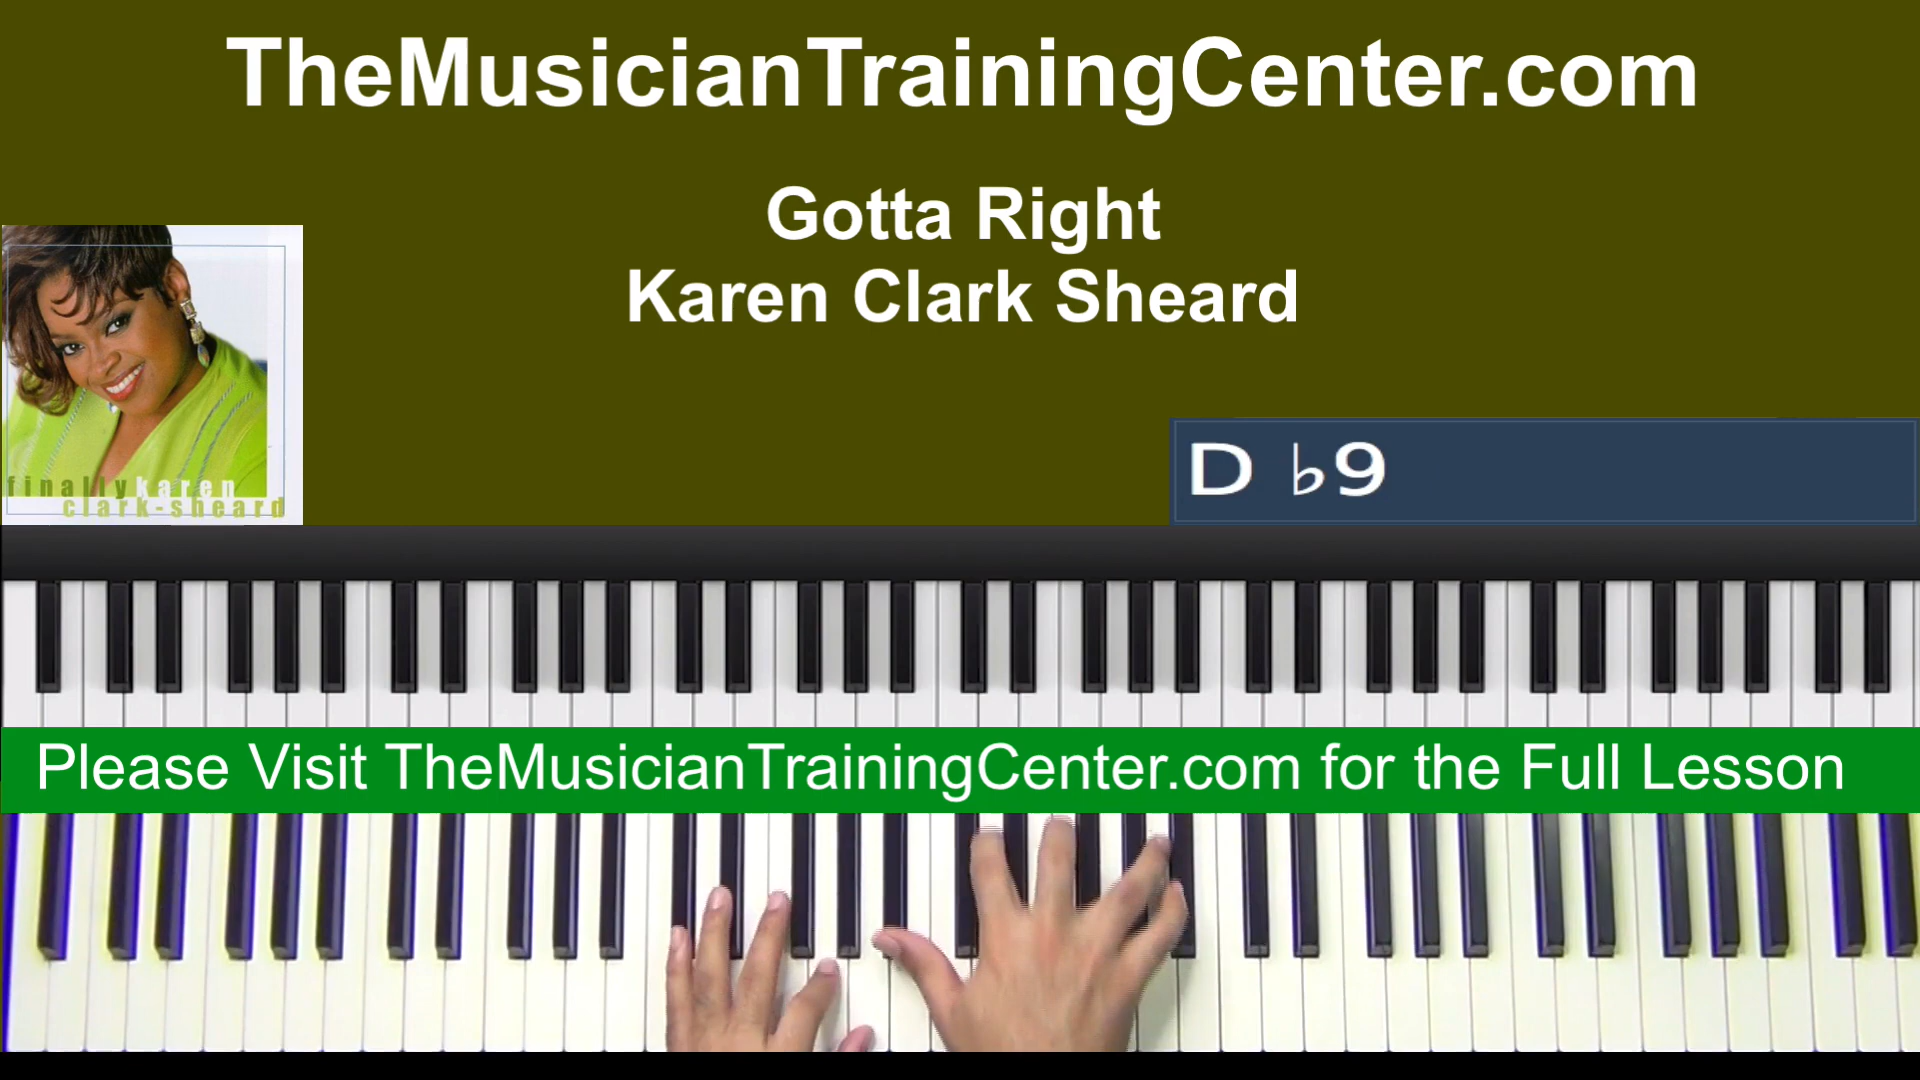 TheMusicianTrainingCenter.com
Gotta Right
Karen Clark Sheard
finally karen
clark-sheard
D ♭9
Please Visit TheMusicianTrainingCenter.com for the Full Lesson